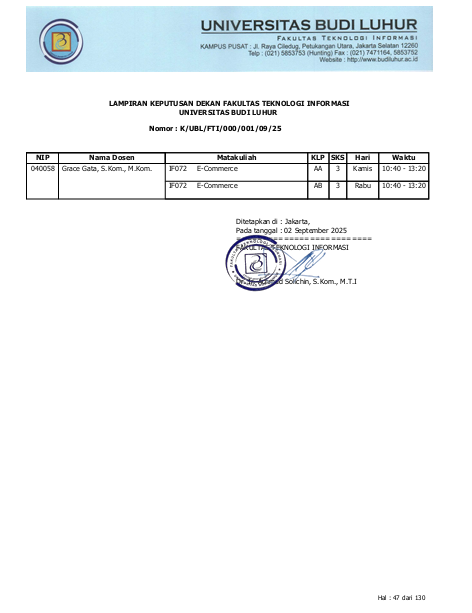 UNIVERSITAS BUDI LUHUR
FAKULTAS TEKNOLOGI INFORMASI
KAMPUS PUSAT : Jl. Raya Ciledug, Petukangan Utara, Jakarta Selatan 12260
Telp : (021) 5853753 (Hunting) Fax : (021) 7471164, 5853752
Website : http://www.budiluhur.ac.id
LAMPIRAN KEPUTUSAN DEKAN FAKULTAS TEKNOLOGI INFORMASI
UNIVERSITAS BUDI LUHUR
Nomor : K/UBL/FTI/000/001/09/25
NIP Nama Dosen Matakuliah KLP SKS Hari Waktu
040058 Grace Gata, S.Kom., M.Kom. IF072 E-Commerce AA 3 Kamis 10:40 - 13:20
IF072 E-Commerce AB 3 Rabu 10:40 - 13:20
Ditetapkan di : Jakarta,
Pada tanggal : 02 September 2025
FAKULTAS TEKNOLOGI INFORMASI
Dr. Ir. Achmad Solichin, S.Kom., M.T.I
Hal : 47 dari 130